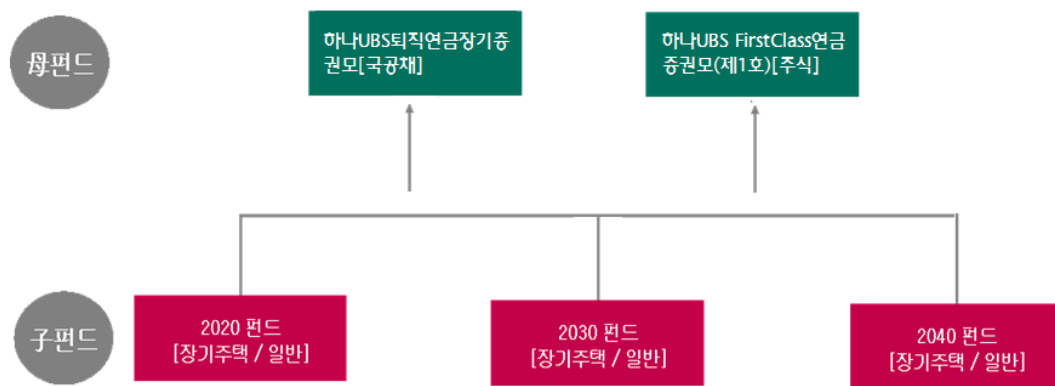 母펀드
하나UBS퇴직연금장기증
권모[국공채]
하나UBS FirstClass연금
증권모(제1호)[주식]
子펀드
2020 펀드
[장기주택 / 일반]
2030 펀드
[장기주택 / 일반]
2040 펀드
[장기주택 / 일반]